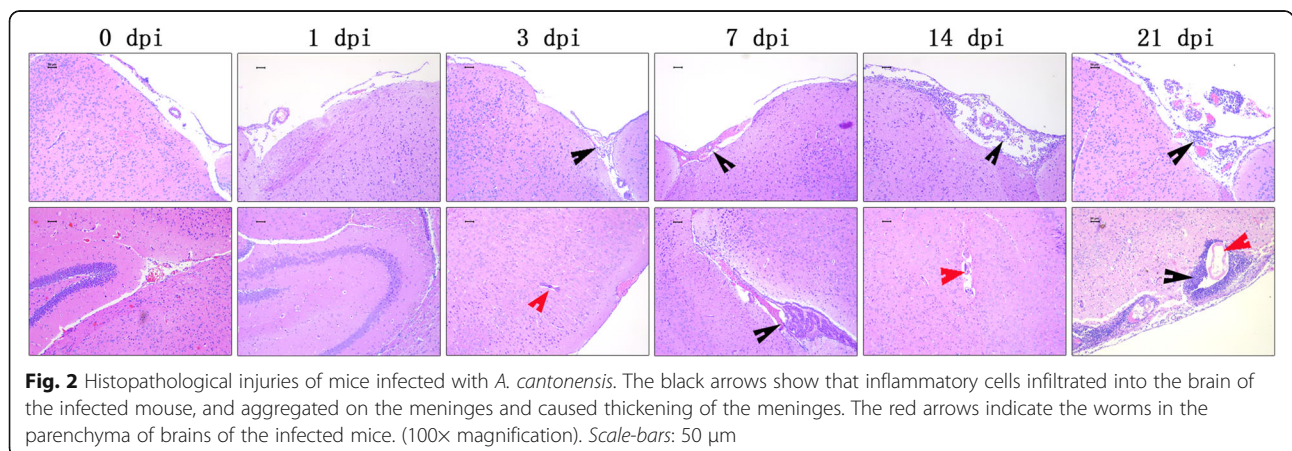 0 dpi 1 dpi 3 dpi 7 dpi 14 dpi 21 dpi
Fig. 2 Histopathological injuries of mice infected with A. cantonensis. The black arrows show that inflammatory cells infiltrated into the brain of
the infected mouse, and aggregated on the meninges and caused thickening of the meninges. The red arrows indicate the worms in the
parenchyma of brains of the infected mice. (100× magnification). Scale-bars: 50 μm